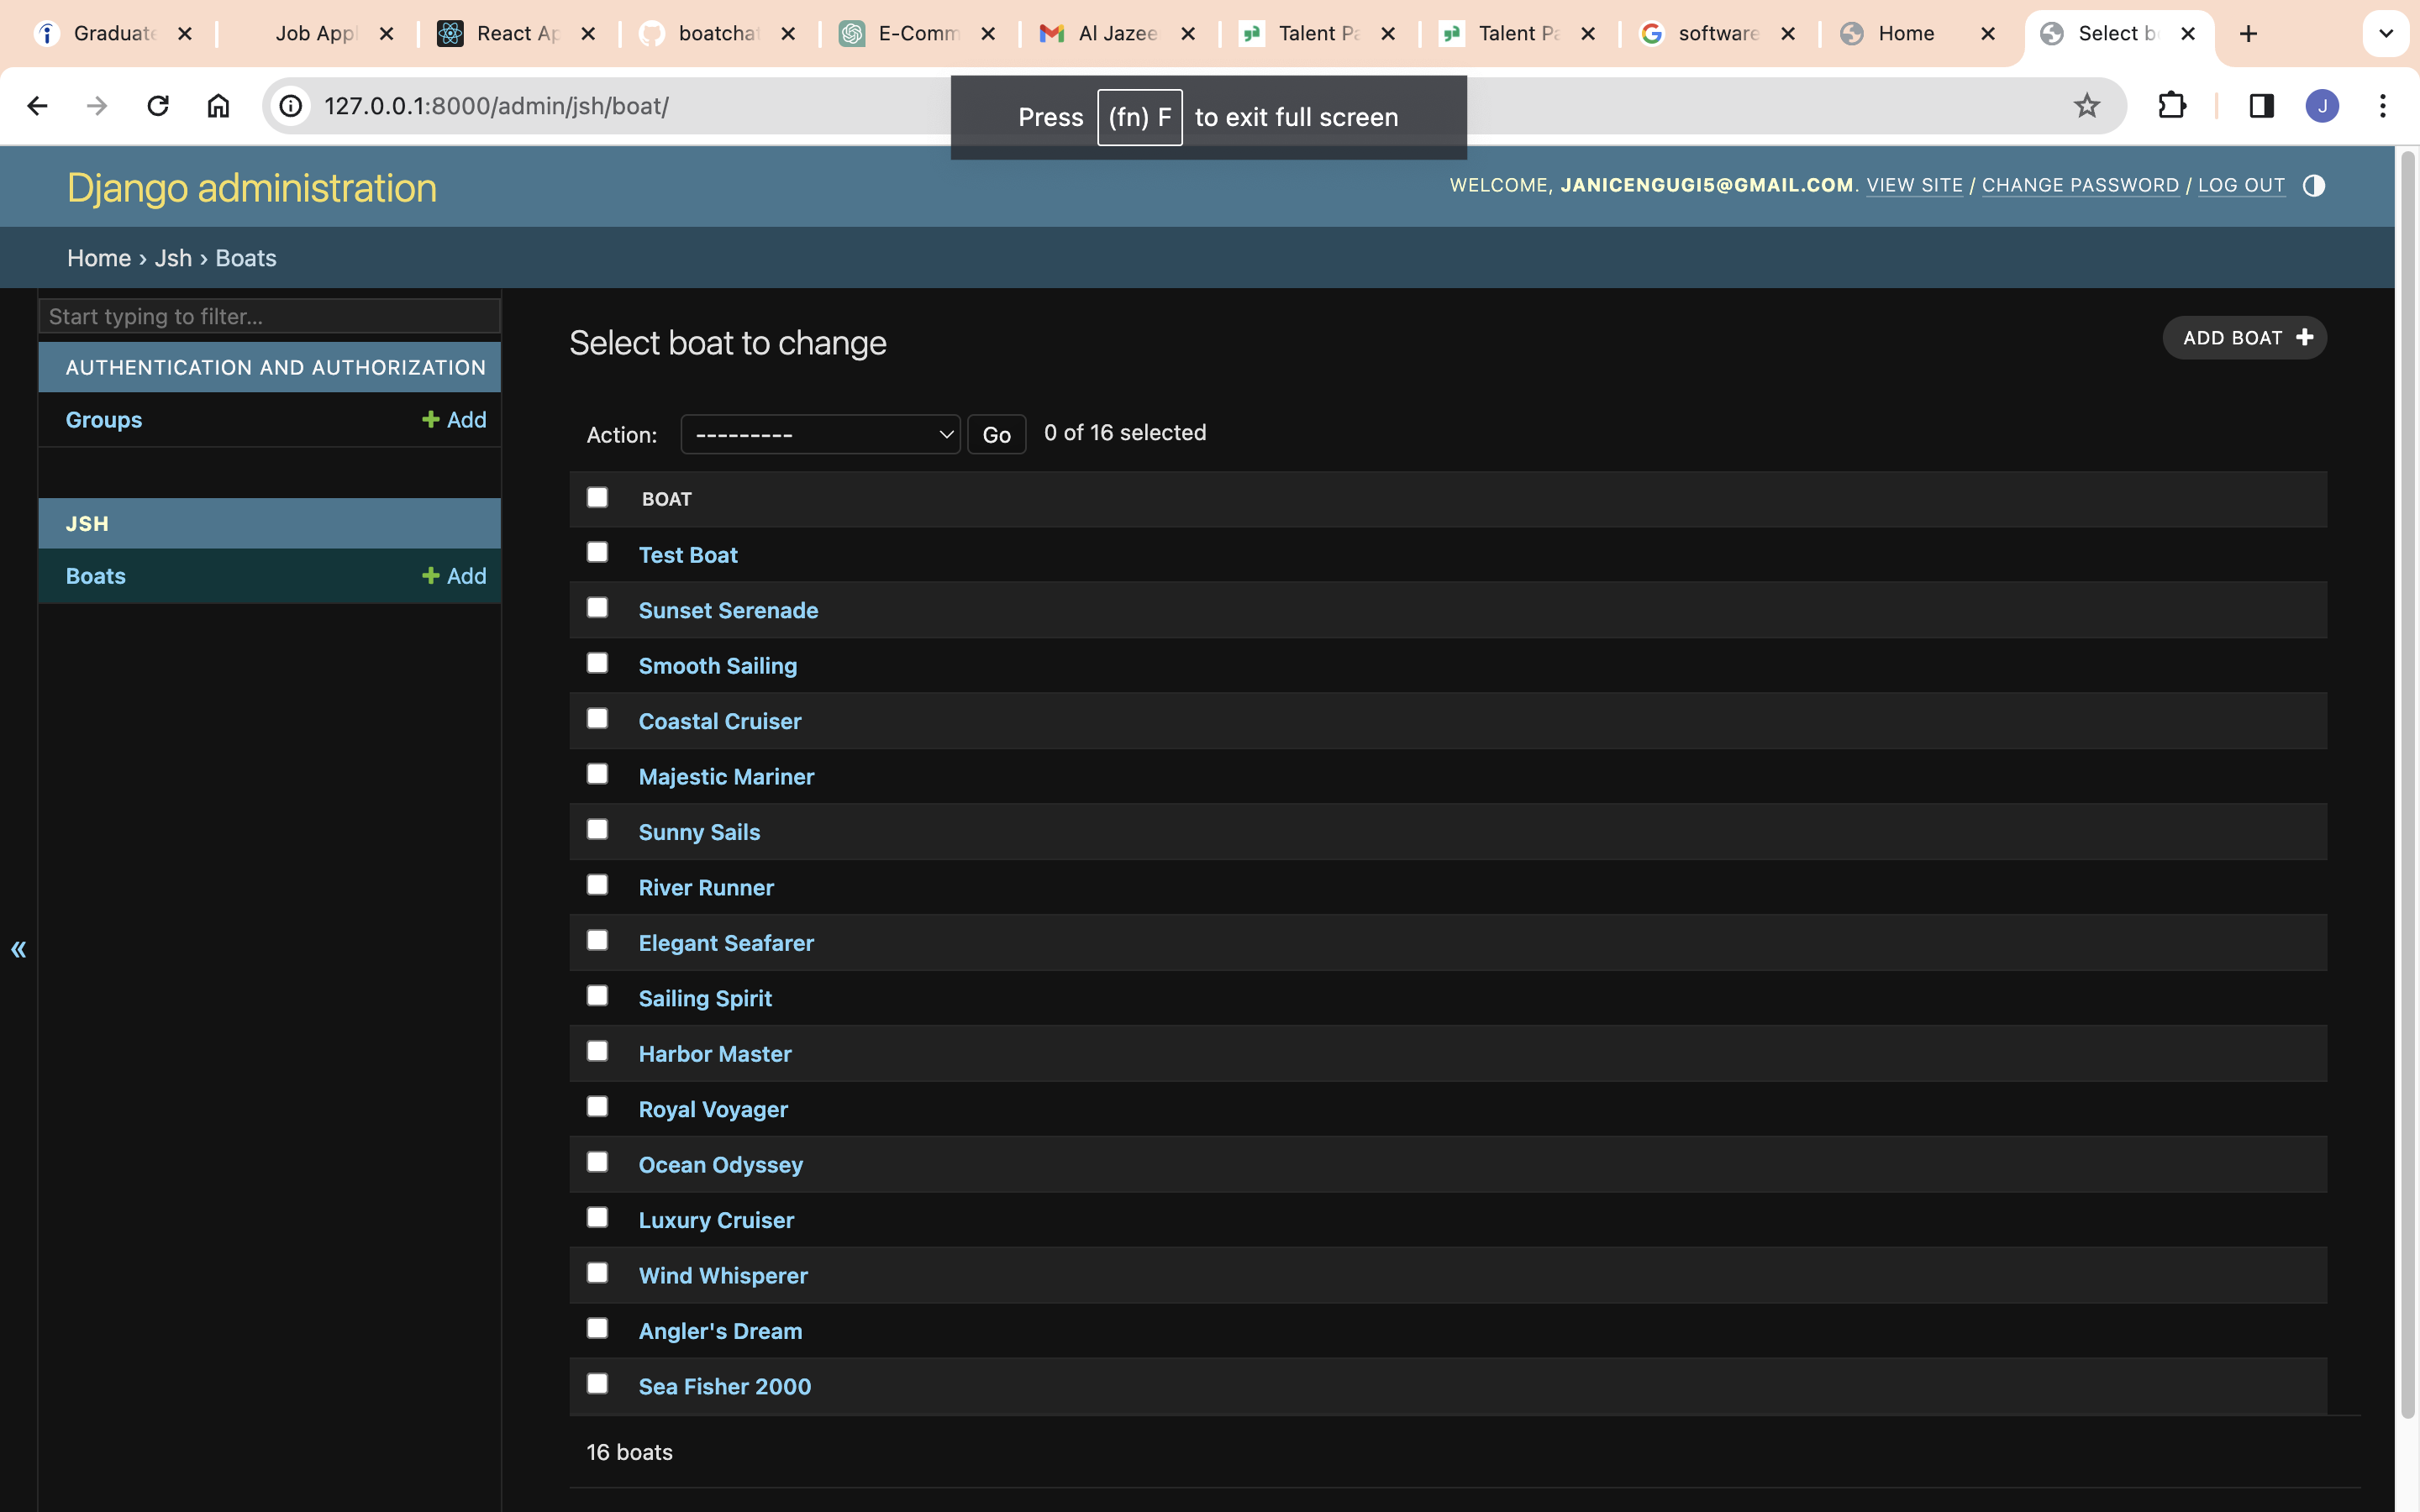 Graduate Job Appl React Ap boatchat E-Comm Al Jazee Talent Pa Talent Pa software Home Select bo
127.0.0.1:8000/admin/jsh/boat/
Press (fn) F to exit full screen
J
Django administration
WELCOME, JANICENGUGI5@GMAIL.COM. VIEW SITE / CHANGE PASSWORD / LOG OUT
Home › Jsh › Boats
Start typing to filter...
AUTHENTICATION AND AUTHORIZATION
Groups + Add
JSH
Boats + Add
«
Select boat to change
ADD BOAT +
Action: --------- Go 0 of 16 selected
BOAT
Test Boat
Sunset Serenade
Smooth Sailing
Coastal Cruiser
Majestic Mariner
Sunny Sails
River Runner
Elegant Seafarer
Sailing Spirit
Harbor Master
Royal Voyager
Ocean Odyssey
Luxury Cruiser
Wind Whisperer
Angler's Dream
Sea Fisher 2000
16 boats